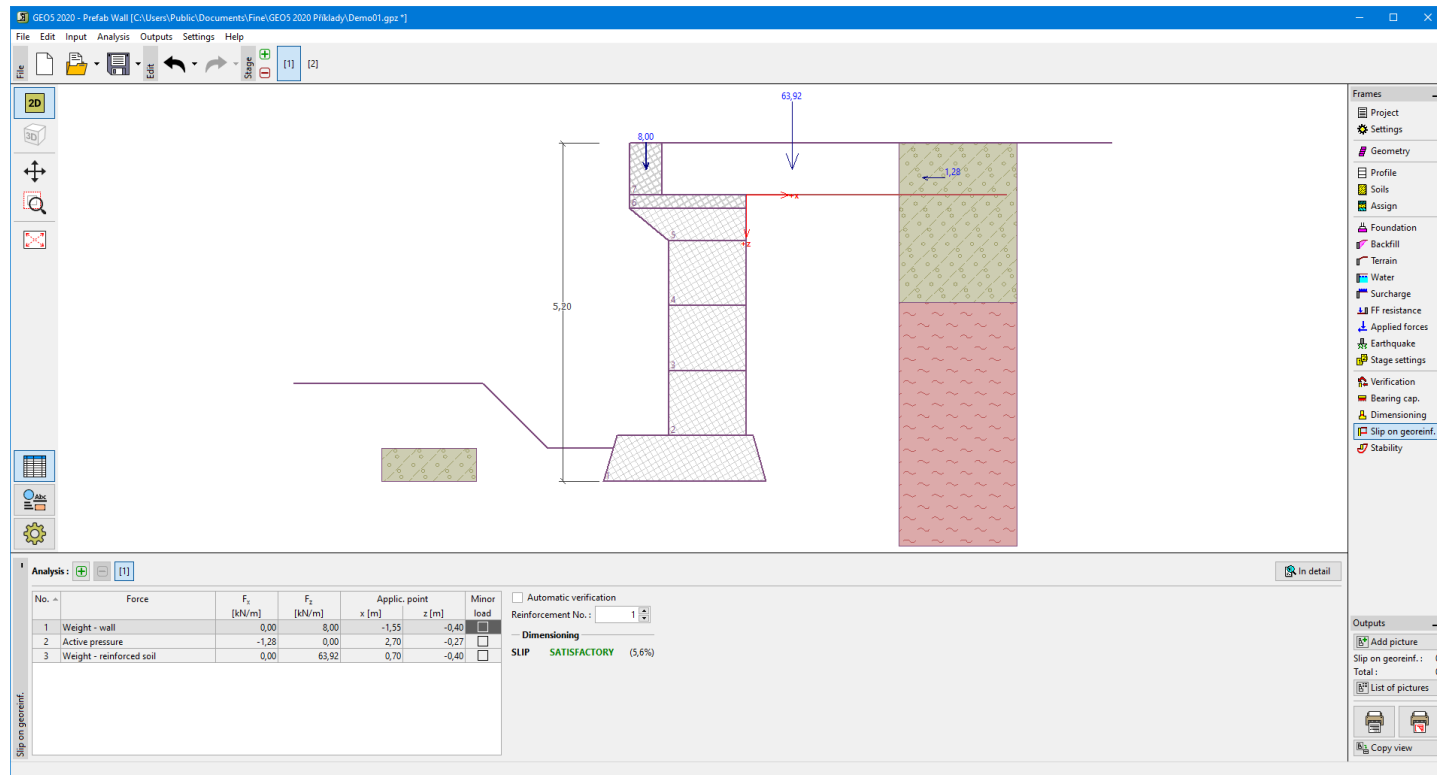 GEO5 2020 - Prefab Wall [C:\Users\Public\Documents\Fine\GEO5 2020 Příklady\Demo01.gpz *]
File Edit Input Analysis Outputs Settings Help
File Edit Stage [1] [2]
2D
3D
Abc
63,92
8,00
1,28
+x
+z
7
6
5
4
3
2
1
5,20
Frames
Project
Settings
Geometry
Profile
Soils
Assign
Foundation
Backfill
Terrain
Water
Surcharge
FF resistance
Applied forces
Earthquake
Stage settings
Verification
Bearing cap.
Dimensioning
Slip on georeinf.
Stability
Analysis : [1]
In detail
No. Force Fx Fz Applic. point Minor
[kN/m] [kN/m] x [m] z [m] load
1 Weight - wall 0,00 8,00 -1,55 -0,40
2 Active pressure -1,28 0,00 2,70 -0,27
3 Weight - reinforced soil 0,00 63,92 0,70 -0,40
Automatic verification
Reinforcement No. : 1
Dimensioning
SLIP SATISFACTORY (5,6%)
Slip on georeinf.
Outputs
Add picture
Slip on georeinf. :
Total :
List of pictures
Copy view